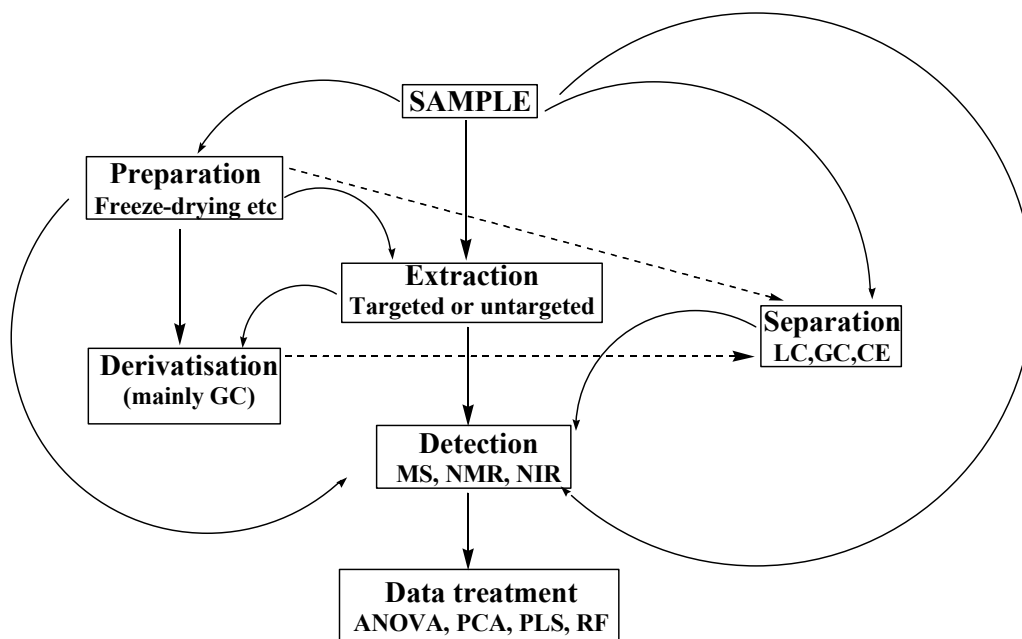 SAMPLE
Preparation
Freeze-drying etc
Extraction
Targeted or untargeted
Separation
LC,GC,CE
Derivatisation
(mainly GC)
Detection
MS, NMR, NIR
Data treatment
ANOVA, PCA, PLS, RF